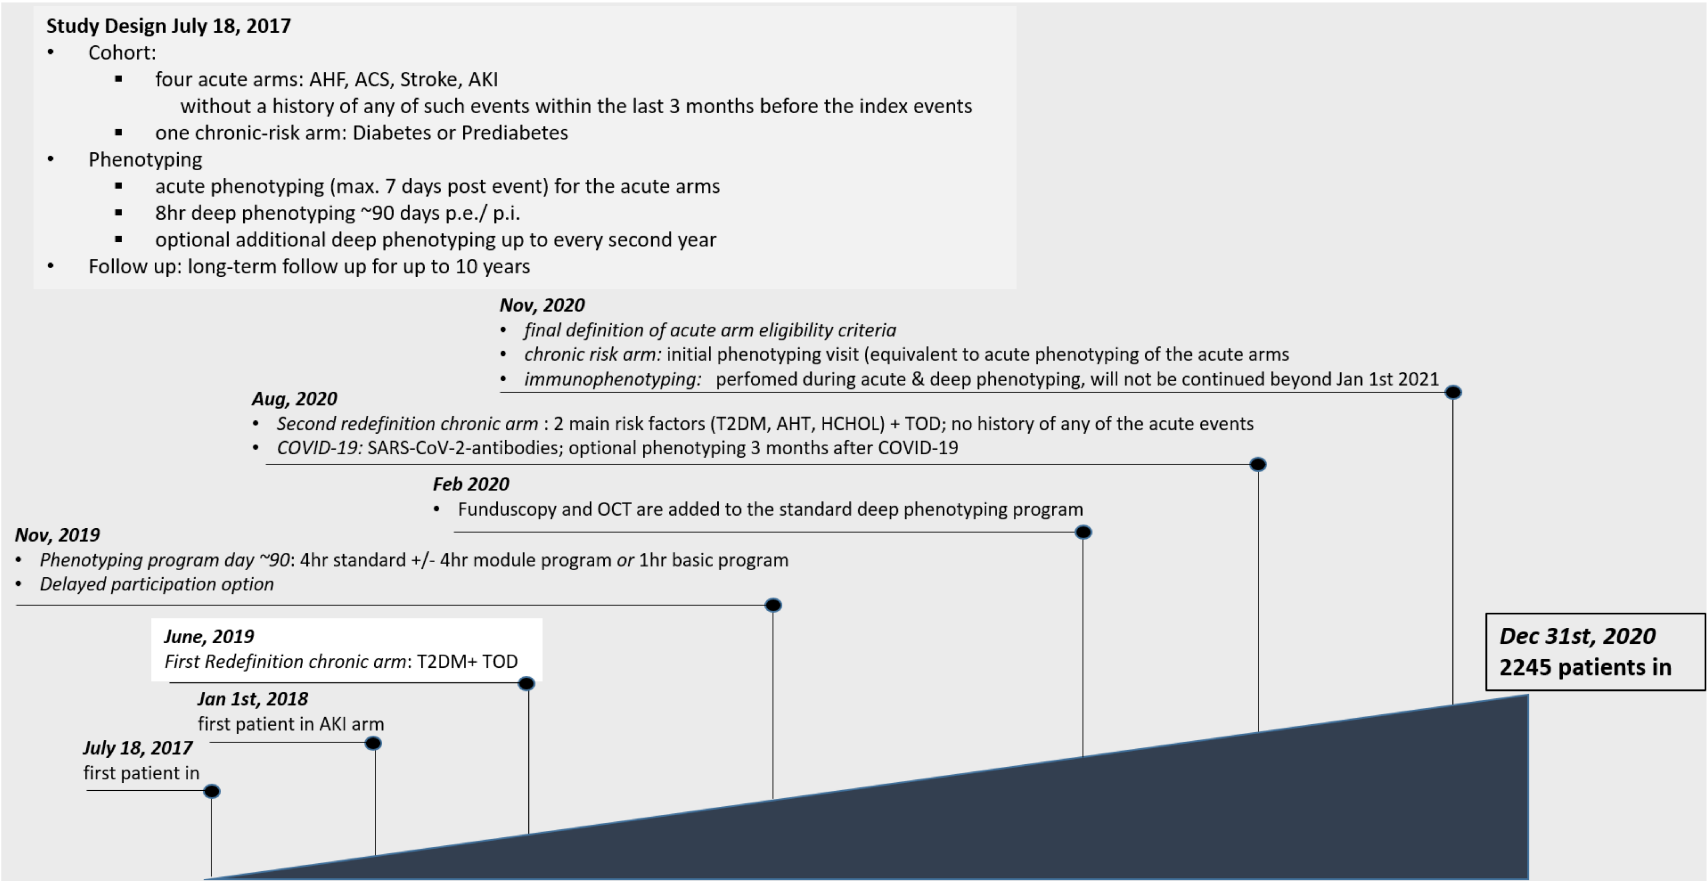 Study Design July 18, 2017
• Cohort:
▪ four acute arms: AHF, ACS, Stroke, AKI
without a history of any of such events within the last 3 months before the index events
▪ one chronic-risk arm: Diabetes or Prediabetes
• Phenotyping
▪ acute phenotyping (max. 7 days post event) for the acute arms
▪ 8hr deep phenotyping ~90 days p.e./ p.i.
▪ optional additional deep phenotyping up to every second year
• Follow up: long-term follow up for up to 10 years
Nov, 2020
• final definition of acute arm eligibility criteria
• chronic risk arm: initial phenotyping visit (equivalent to acute phenotyping of the acute arms
• immunophenotyping: perfomed during acute & deep phenotyping, will not be continued beyond Jan 1st 2021
Aug, 2020
• Second redefinition chronic arm : 2 main risk factors (T2DM, AHT, HCHOL) + TOD; no history of any of the acute events
• COVID-19: SARS-CoV-2-antibodies; optional phenotyping 3 months after COVID-19
Feb 2020
• Funduscopy and OCT are added to the standard deep phenotyping program
Nov, 2019
• Phenotyping program day ~90: 4hr standard +/- 4hr module program or 1hr basic program
• Delayed participation option
June, 2019
First Redefinition chronic arm: T2DM+ TOD
Jan 1st, 2018
first patient in AKI arm
July 18, 2017
first patient in
Dec 31st, 2020
2245 patients in